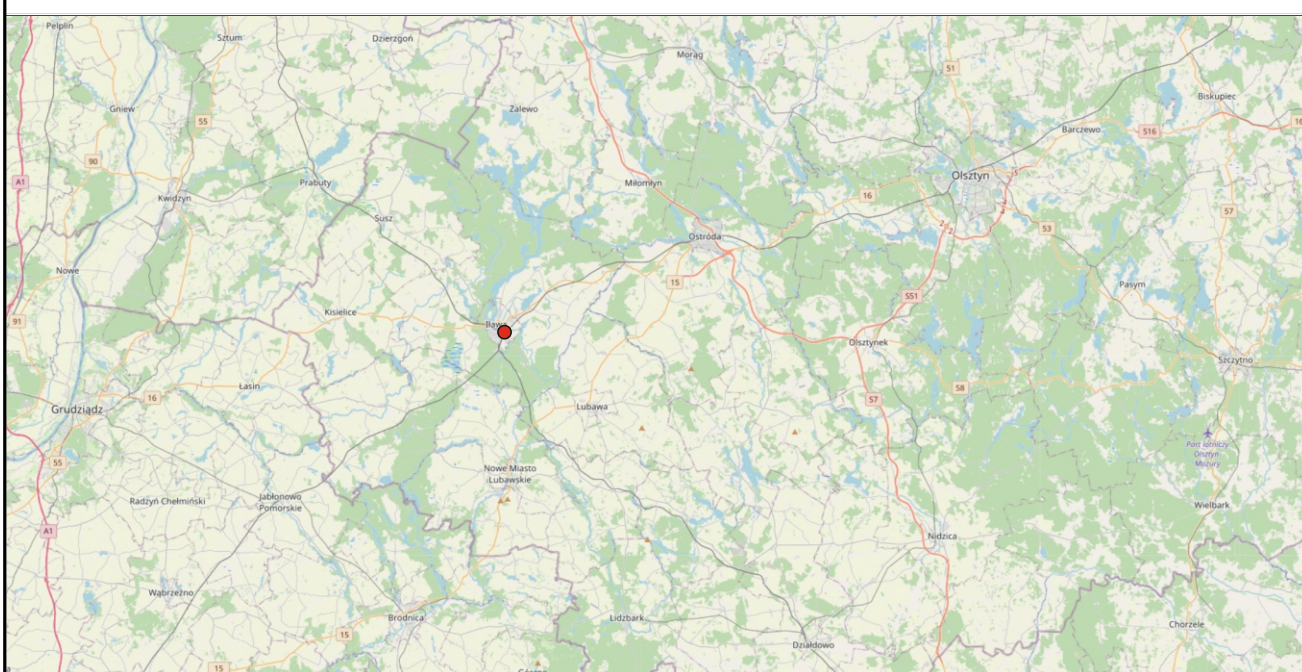 Pelplin
Sztum
Dzierzgoń
Morąg
51
Biskupiec
Gniew
Zalewo
55
Barczewo
S16
16
90
A1
Kwidzyn
Prabuty
Miłomłyn
16
Olsztyn
Susz
57
53
Ostróda
Nowe
15
Pasym
S51
91
Kisielice
Olsztynek
Szczytno
Łasin
58
16
S7
Grudziądz
Lubawa
Port lotniczy
Olsztyn
Mazury
55
Nowe Miasto
Lubawskie
Radzyń Chełmiński
Jabłonowo
Pomorskie
Wielbark
A1
Nidzica
Wąbrzeźno
Brodnica
Lidzbark
Chorzele
15
Działdowo
15